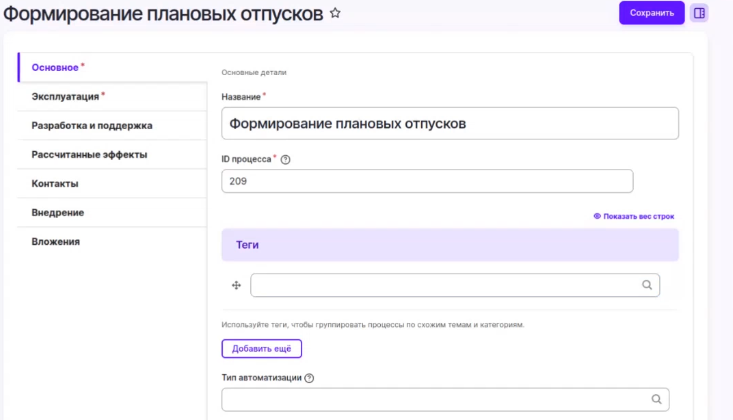 Формирование плановых отпусков
Сохранить
Основное *
Эксплуатация *
Разработка и поддержка
Рассчитанные эффекты
Контакты
Внедрение
Вложения
Основные детали
Название *
Формирование плановых отпусков
ID процесса * ?
209
Показать вес строк
Теги
Используйте теги, чтобы группировать процессы по схожим темам и категориям.
Добавить ещё
Тип автоматизации ?